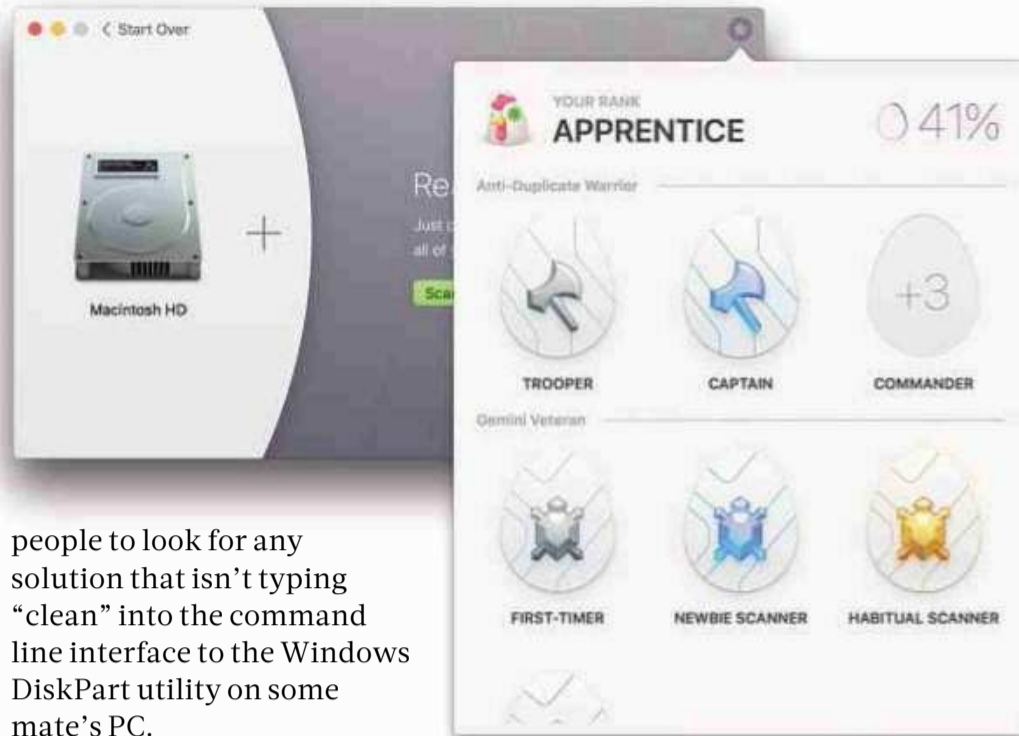 < Start Over
Macintosh HD
YOUR RANK
APPRENTICE
41%
Anti-Duplicate Warrior
TROOPER
CAPTAIN
+3
COMMANDER
Gemini Veteran
FIRST-TIMER
NEWBIE SCANNER
HABITUAL SCANNER
people to look for any
solution that isn’t typing
“clean” into the command
line interface to the Windows
DiskPart utility on some
mate’s PC.